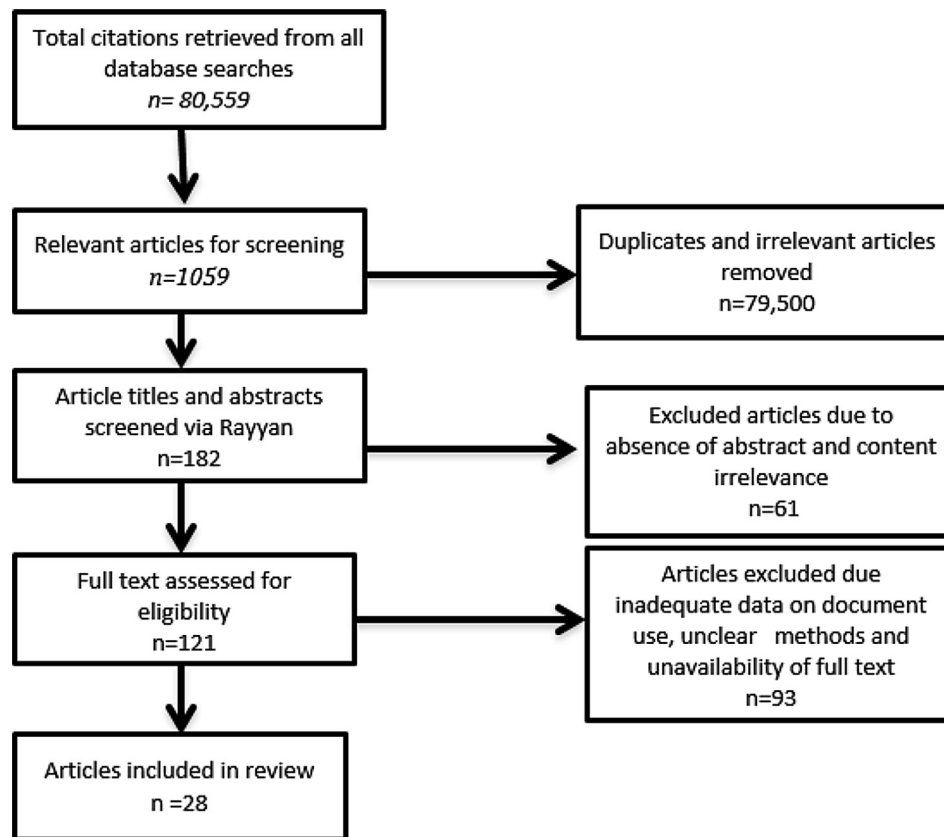 Total citations retrieved from all
database searches
n= 80,559
Relevant articles for screening
n=1059
Duplicates and irrelevant articles
removed
n=79,500
Article titles and abstracts
screened via Rayyan
n=182
Excluded articles due to
absence of abstract and content
irrelevance
n=61
Full text assessed for
eligibility
n=121
Articles excluded due
inadequate data on document
use, unclear methods and
unavailability of full text
n=93
Articles included in review
n =28